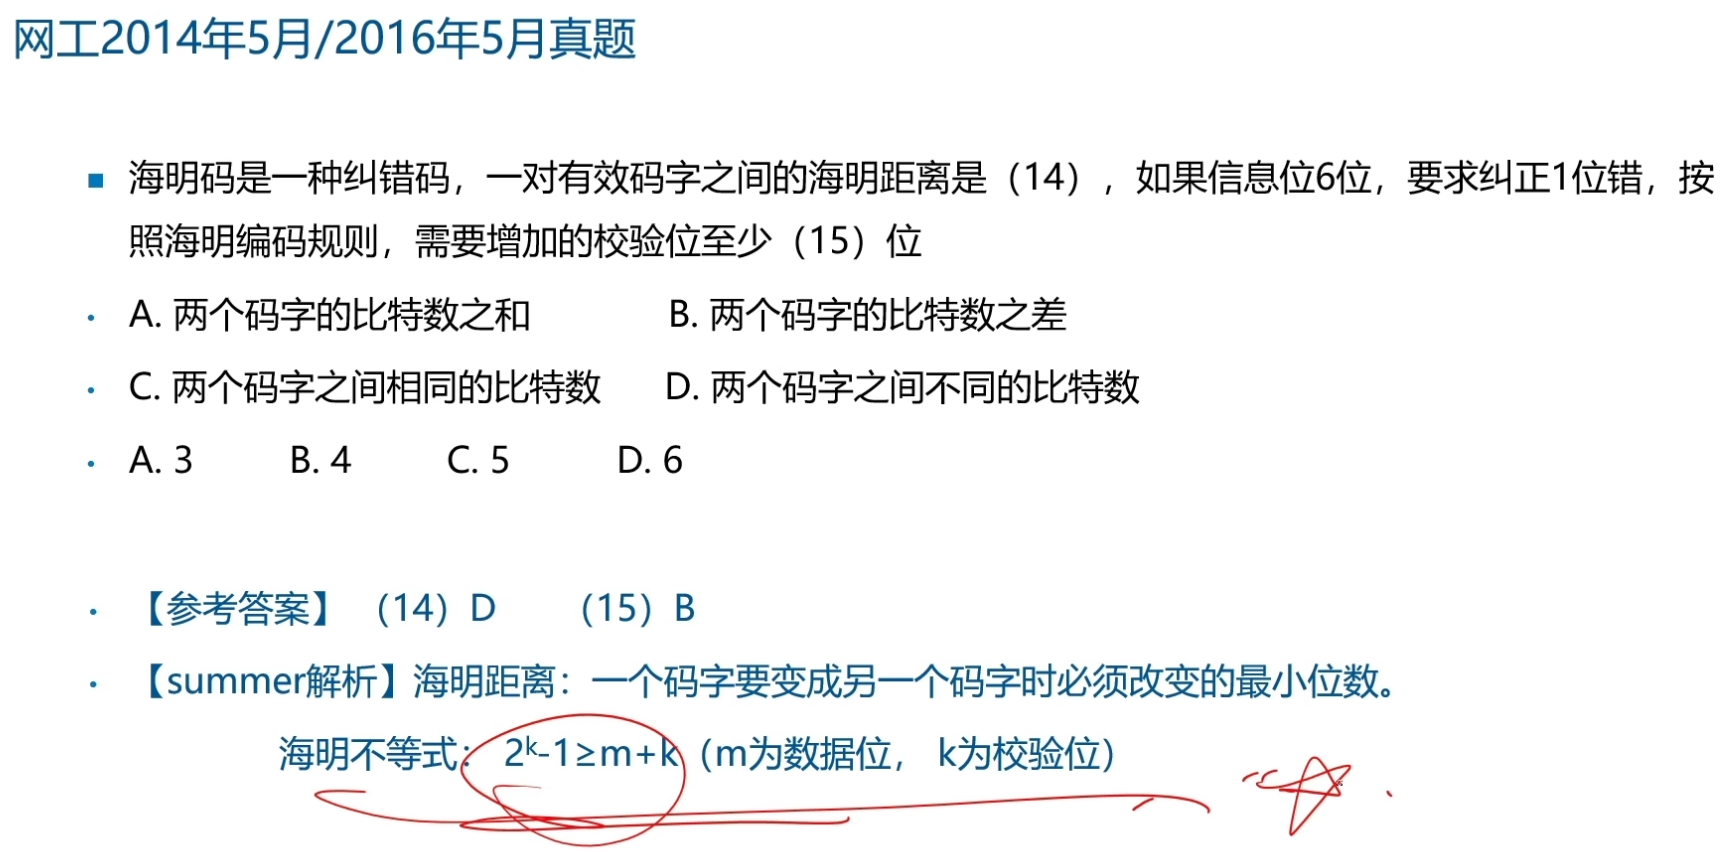 网工2014年5月/2016年5月真题
海明码是一种纠错码，一对有效码字之间的海明距离是（14），如果信息位6位，要求纠正1位错，按
照海明编码规则，需要增加的校验位至少（15）位
A. 两个码字的比特数之和 B. 两个码字的比特数之差
C. 两个码字之间相同的比特数 D. 两个码字之间不同的比特数
A. 3 B. 4 C. 5 D. 6
【参考答案】（14）D （15）B
【summer解析】海明距离：一个码字要变成另一个码字时必须改变的最小位数。
海明不等式： 2ᵏ-1≥m+k（m为数据位， k为校验位）